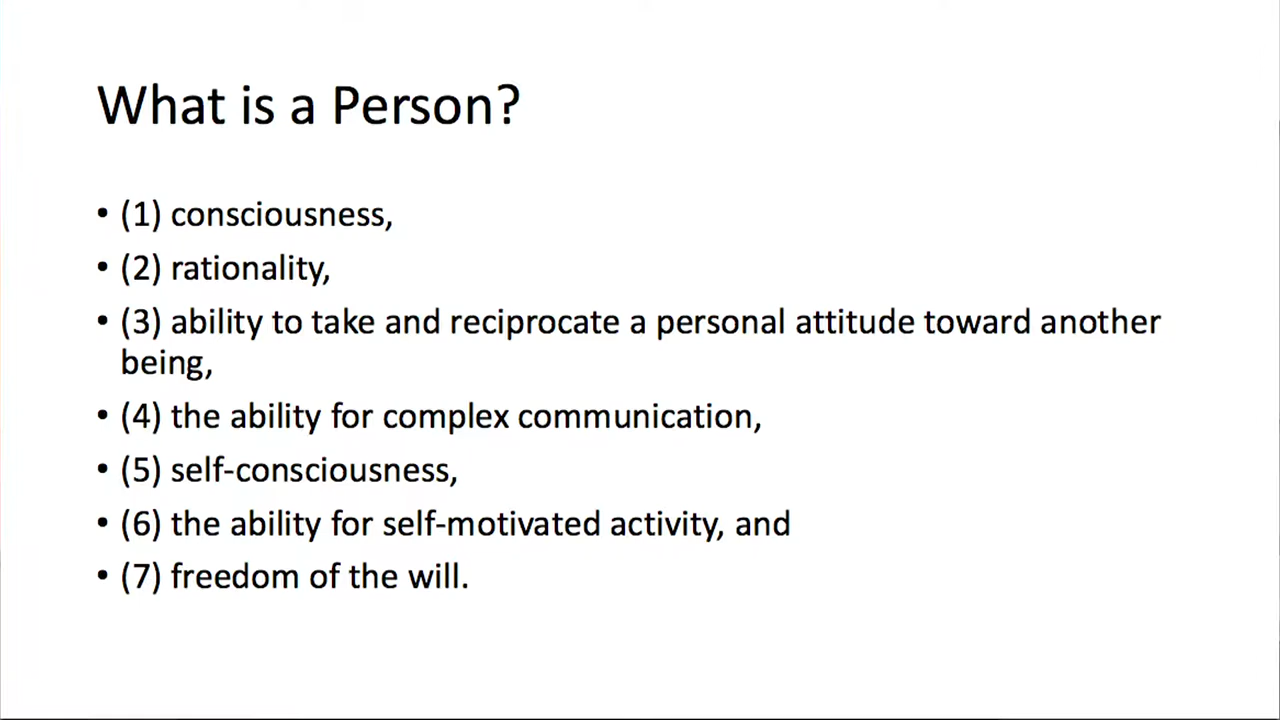 What is a Person?
• (1) consciousness,
• (2) rationality,
• (3) ability to take and reciprocate a personal attitude toward another
being,
• (4) the ability for complex communication,
• (5) self-consciousness,
• (6) the ability for self-motivated activity, and
• (7) freedom of the will.